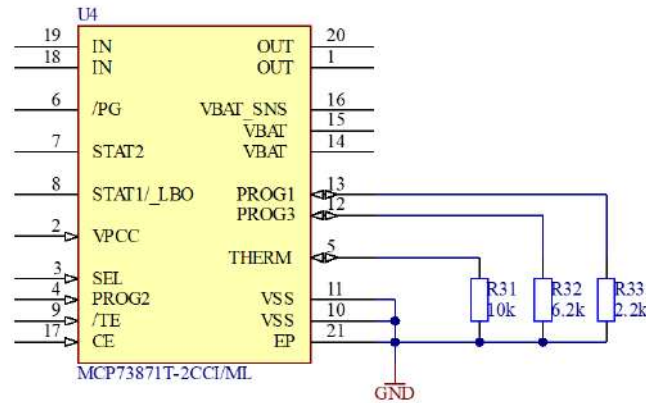 U4
19 IN OUT 20
18 IN OUT 1
6 /PG VBAT_SNS 16
VBAT 15
7 STAT2 VBAT 14
8 STAT1/_LBO PROG1 13
PROG3 12
2 VPCC
THERM 5
3 SEL
4 PROG2 VSS 11
9 /TE VSS 10
17 CE EP 21
R31 R32 R33
10k 6.2k 2.2k
MCP73871T-2CCI/ML
GND